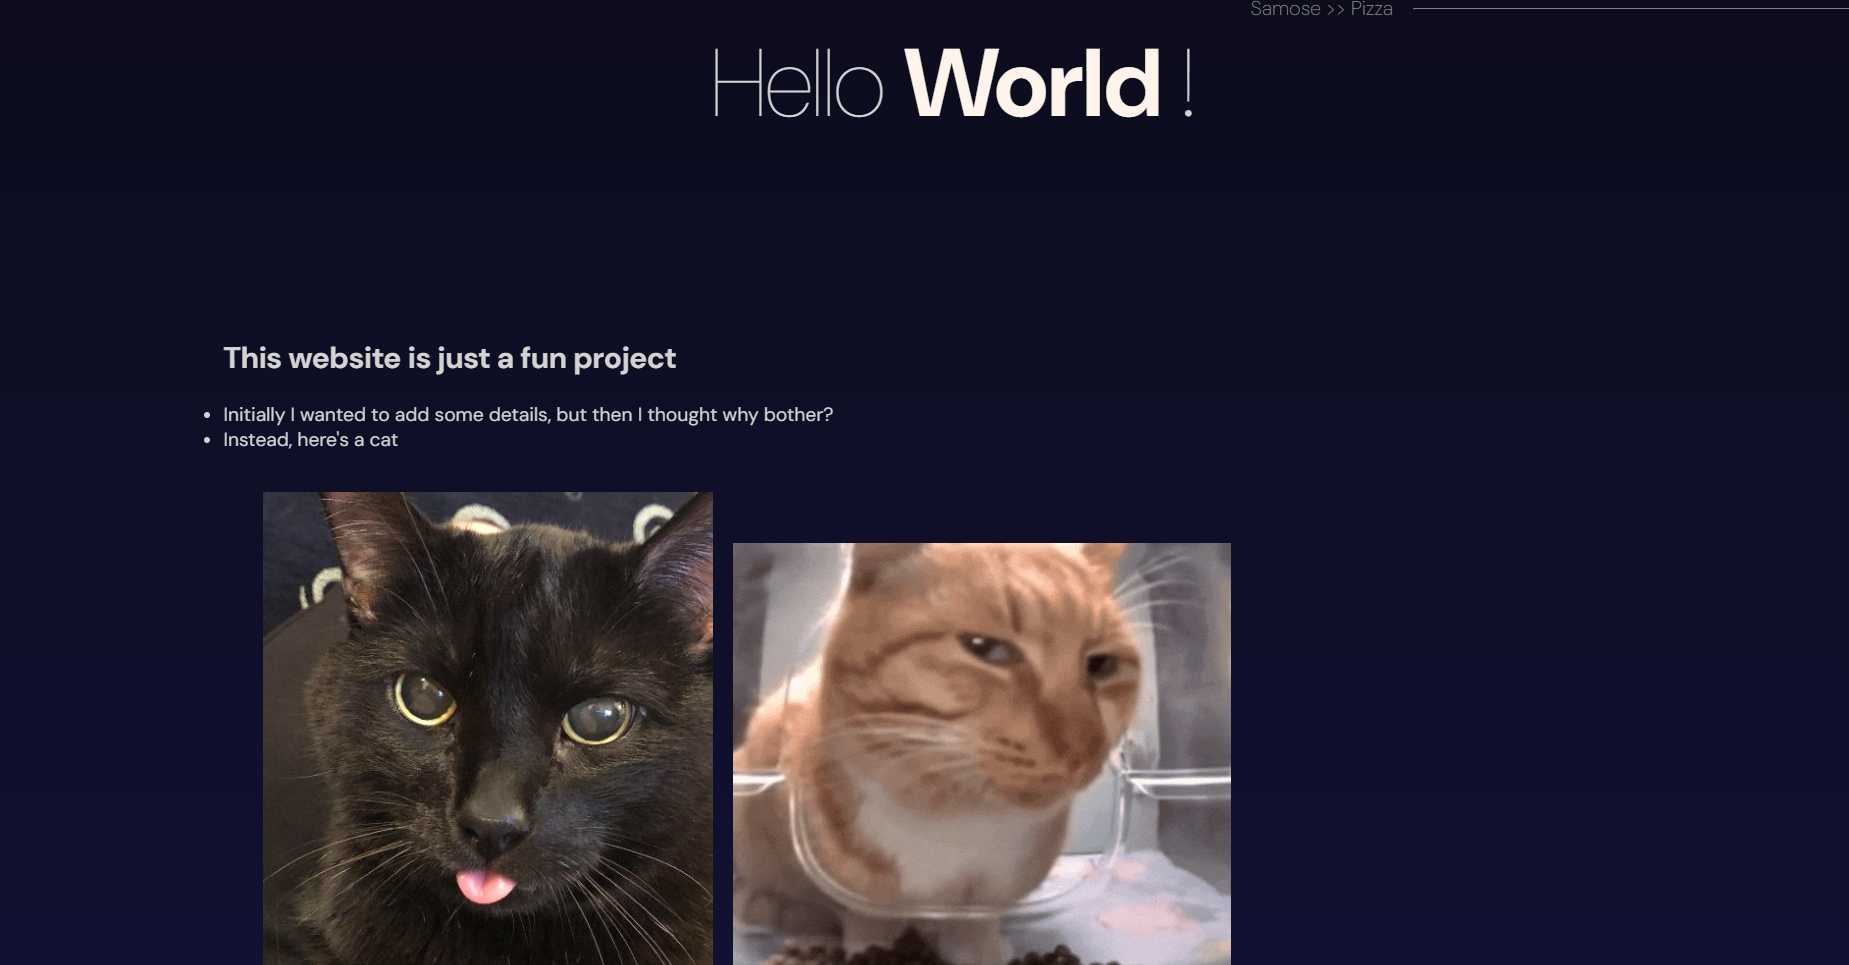 Samose >> Pizza
Hello World !
This website is just a fun project
Initially I wanted to add some details, but then I thought why bother?
Instead, here's a cat